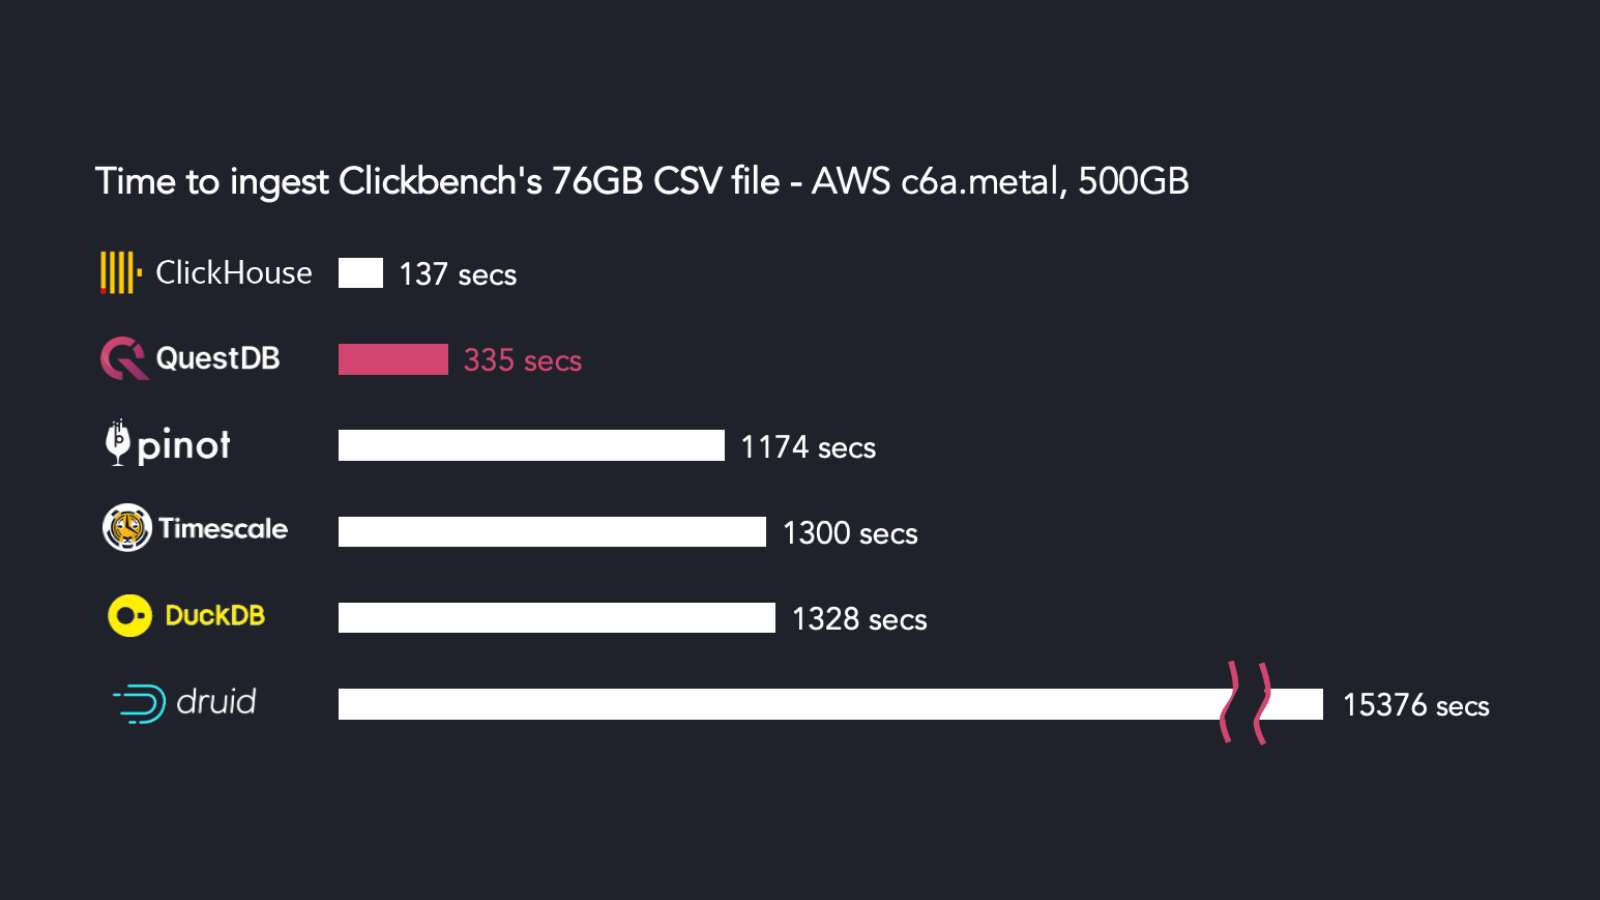 Time to ingest Clickbench's 76GB CSV file - AWS c6a.metal, 500GB
ClickHouse 137 secs
QuestDB 335 secs
pinot 1174 secs
Timescale 1300 secs
DuckDB 1328 secs
druid 15376 secs